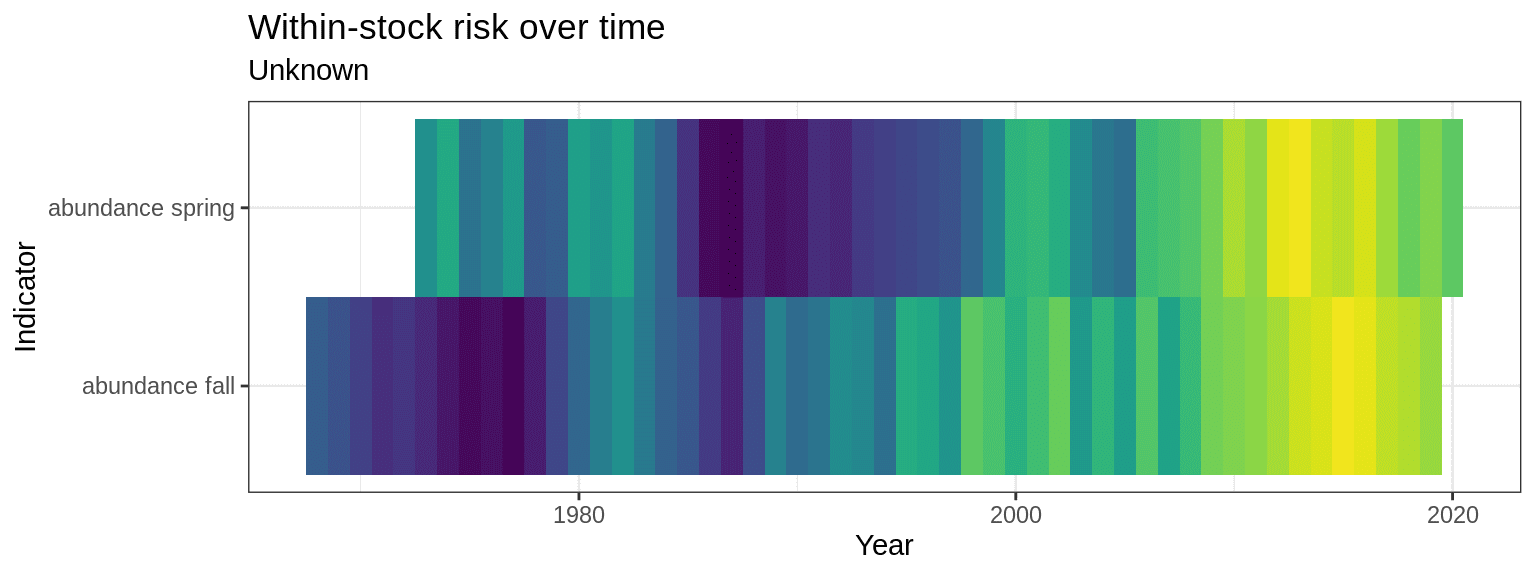 Within-stock risk over time
Unknown
Indicator
abundance spring
abundance fall
1980
2000
2020
Year